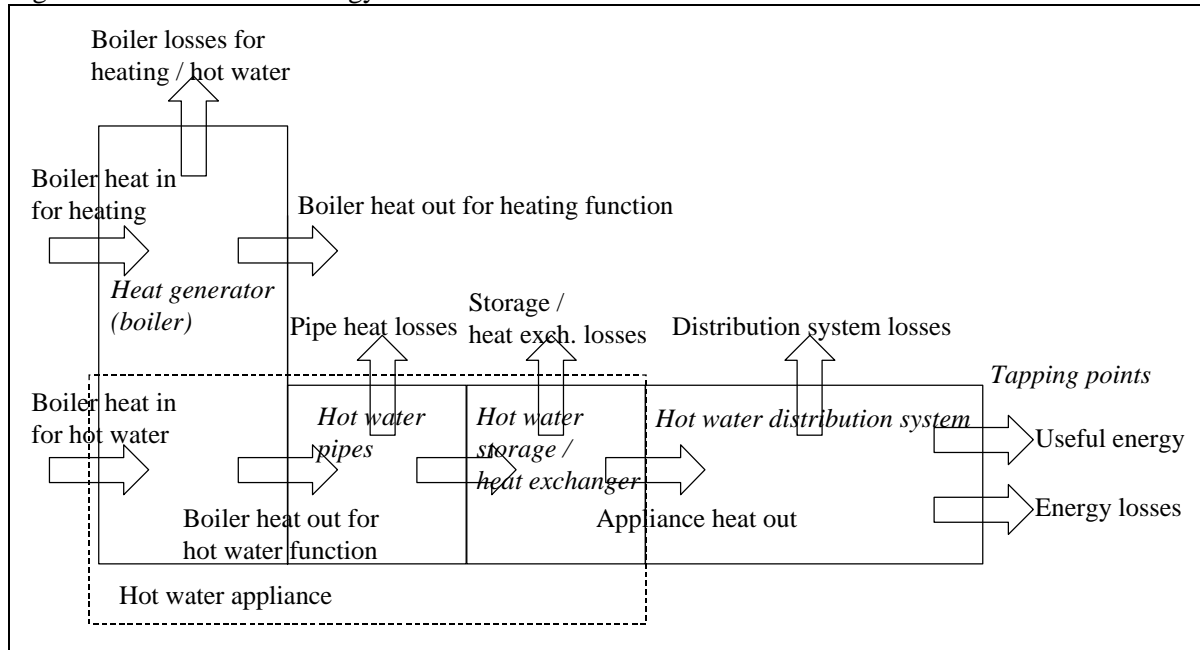 Boiler losses for
heating / hot water
Boiler heat in
for heating
Boiler heat out for heating function
Heat generator
(boiler)
Storage /
heat exch. losses
Pipe heat losses
Distribution system losses
Tapping points
Boiler heat in
for hot water
Hot water
pipes
Hot water
storage /
heat exchanger
Hot water distribution system
Useful energy
Energy losses
Boiler heat out for
hot water function
Appliance heat out
Hot water appliance